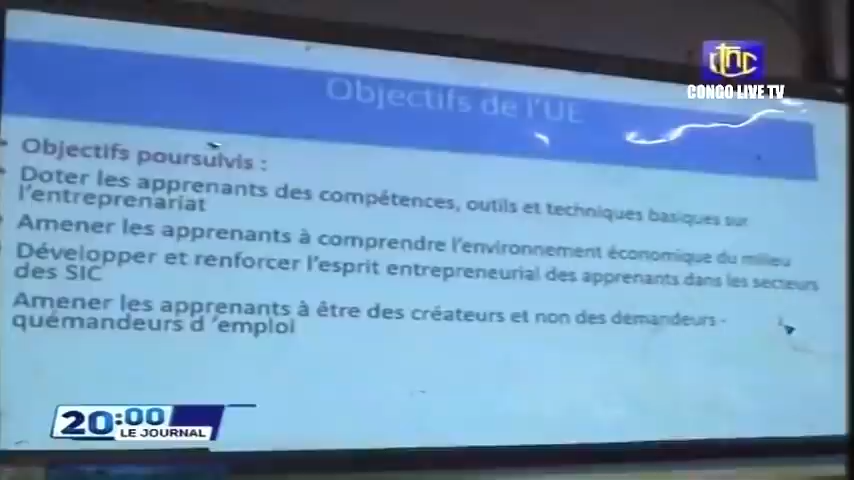 tnc
CONGO LIVE TV
Objectifs de l'UE
Objectifs poursuivis :
Doter les apprenants des compétences, outils et techniques basiques sur
l'entreprenariat
Amener les apprenants à comprendre l'environnement économique du milieu
Développer et renforcer l'esprit entrepreneurial des apprenants dans les secteurs
des SIC
Amener les apprenants à être des créateurs et non des demandeurs -
quémandeurs d 'emploi
20:00
LE JOURNAL